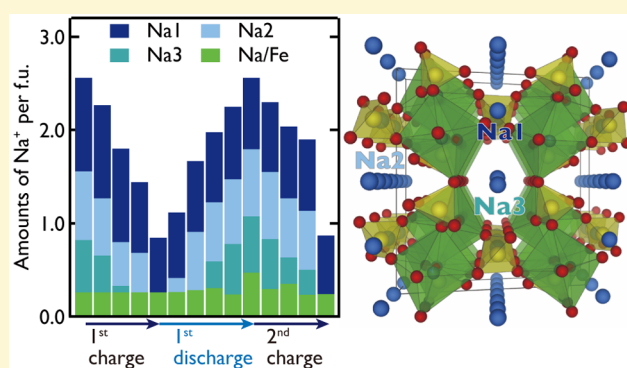 Amounts of Na⁺ per f.u.
3.0
2.0
1.0
0.0
Na1 Na2
Na3 Na/Fe
1st 1st 2nd
charge discharge charge
Na1
Na2
Na3